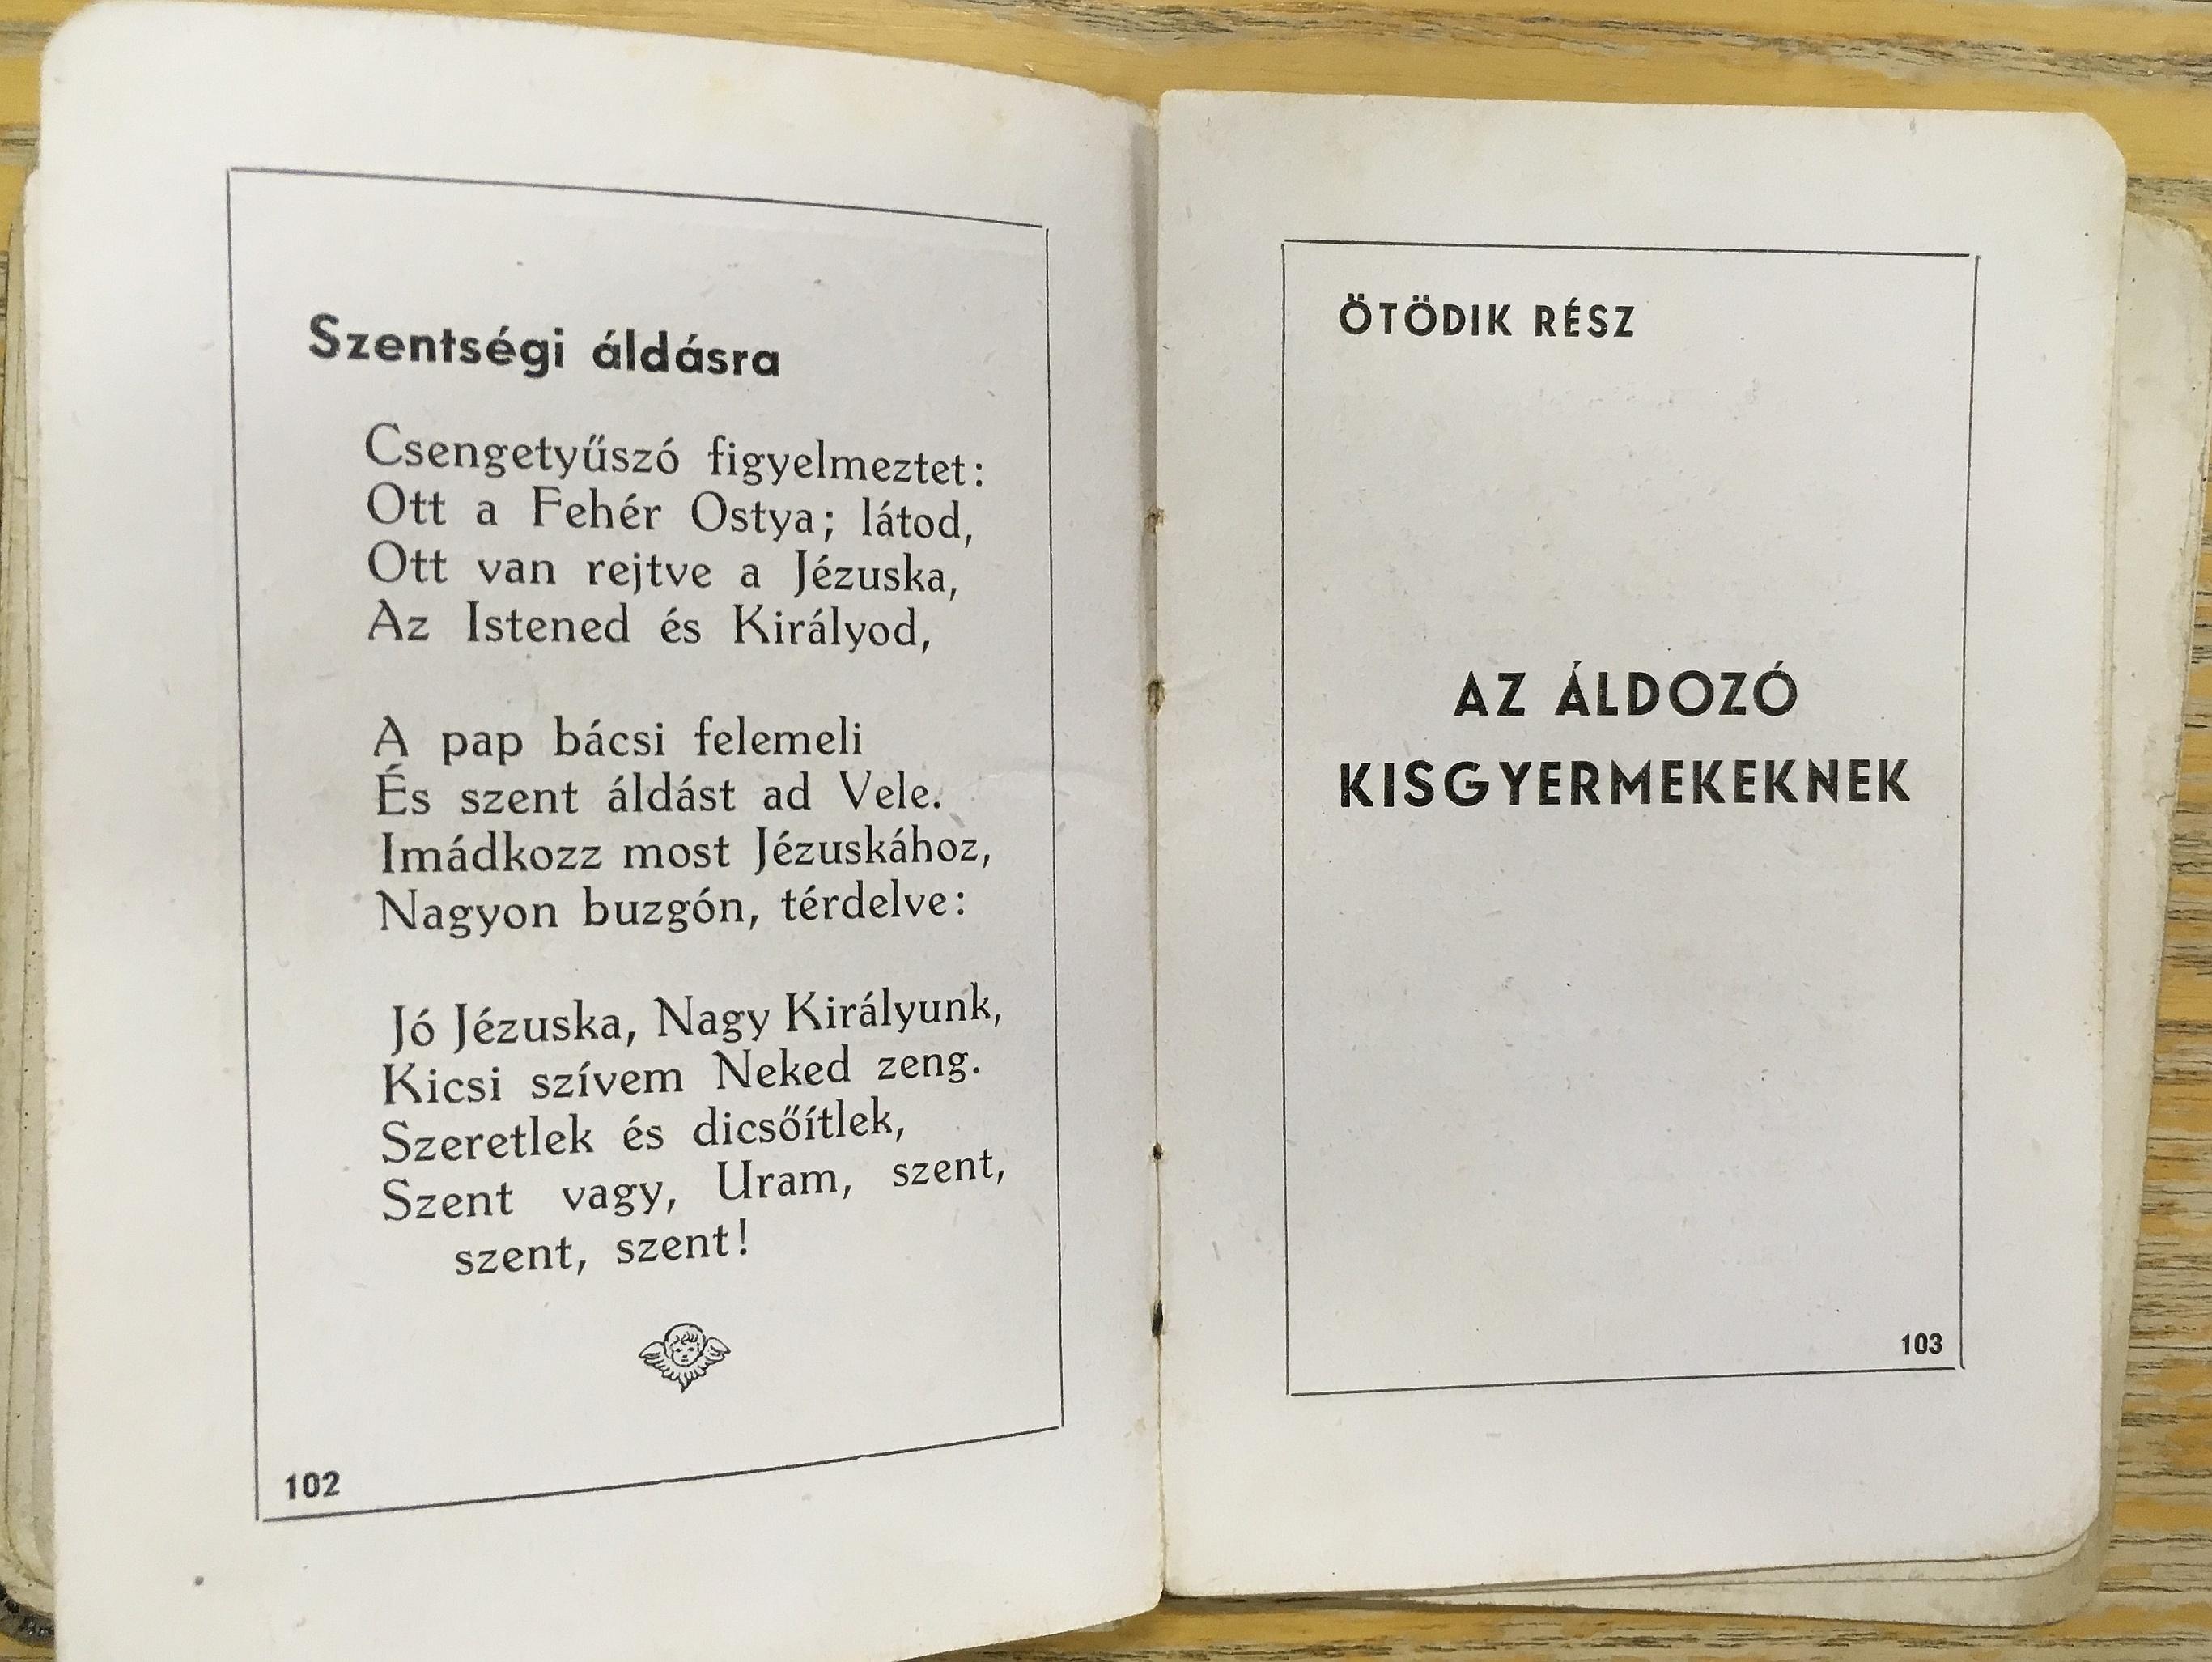 Szentségi áldásra
Csengetyűszó figyelmeztet:
Ott a Fehér Ostya; látod,
Ott van rejtve a Jézuska,
Az Istened és Királyod,
A pap bácsi felemeli
És szent áldást ad Vele.
Imádkozz most Jézuskához,
Nagyon buzgón, térdelve:
Jó Jézuska, Nagy Királyunk,
Kicsi szívem Neked zeng.
Szeretlek és dicsőítlek,
Szent vagy, Uram, szent,
szent, szent!
102
ÖTÖDIK RÉSZ
AZ ÁLDOZÓ
KISGYERMEKEKNEK
103